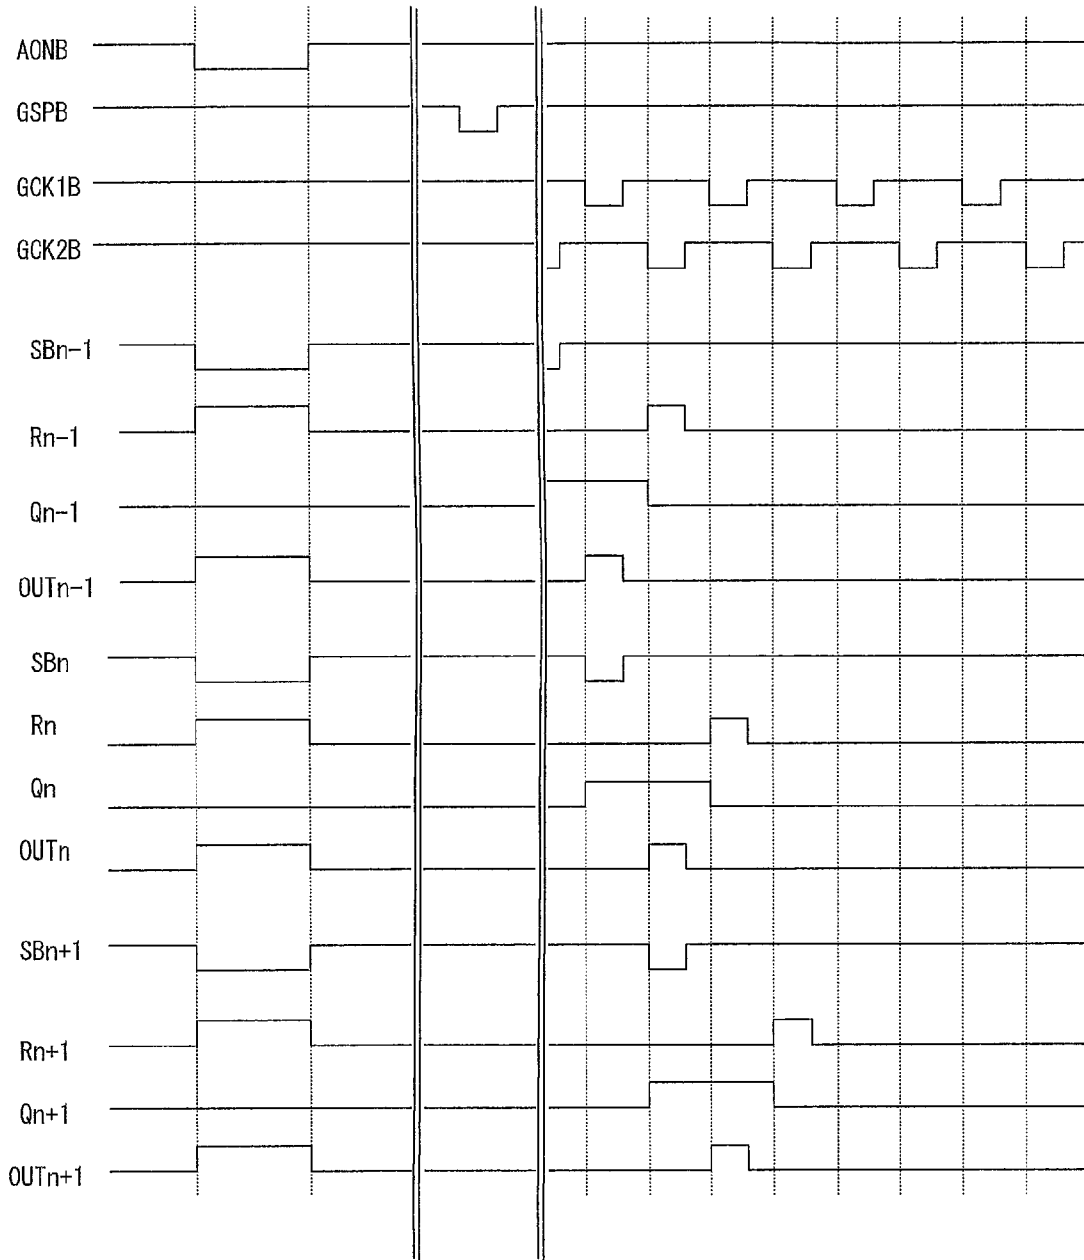 AONB
GSPB
GCK1B
GCK2B
SBn-1
Rn-1
Qn-1
OUTn-1
SBn
Rn
Qn
OUTn
SBn+1
Rn+1
Qn+1
OUTn+1